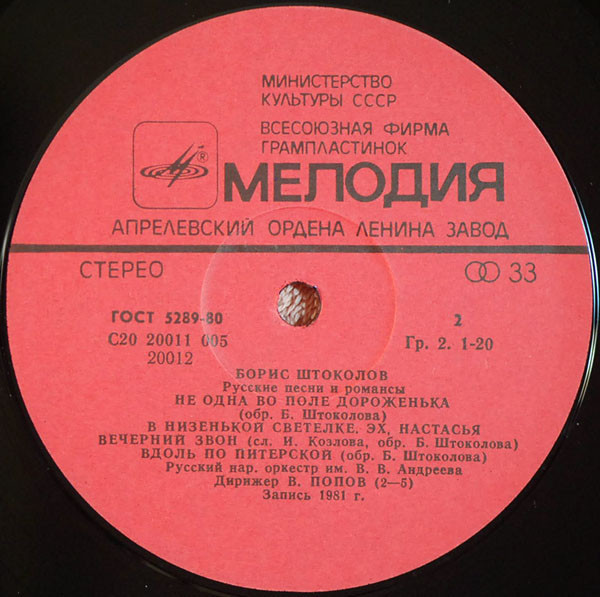 МИНИСТЕРСТВО
КУЛЬТУРЫ СССР
ВСЕСОЮЗНАЯ ФИРМА
ГРАМПЛАСТИНОК
®
МЕЛОДИЯ
АПРЕЛЕВСКИЙ ОРДЕНА ЛЕНИНА ЗАВОД
СТЕРЕО 33
ГОСТ 5289-80 2
С20 20011 005 Гр. 2. 1-20
20012
БОРИС ШТОКОЛОВ
Русские песни и романсы
НЕ ОДНА ВО ПОЛЕ ДОРОЖЕНЬКА
(обр. Б. Штоколова)
В НИЗЕНЬКОЙ СВЕТЕЛКЕ. ЭХ, НАСТАСЬЯ
ВЕЧЕРНИЙ ЗВОН (сл. И. Козлова, обр. Б. Штоколова)
ВДОЛЬ ПО ПИТЕРСКОЙ (обр. Б. Штоколова)
Русский нар. оркестр им. В. В. Андреева
Дирижер В. ПОПОВ (2—5)
Запись 1981 г.